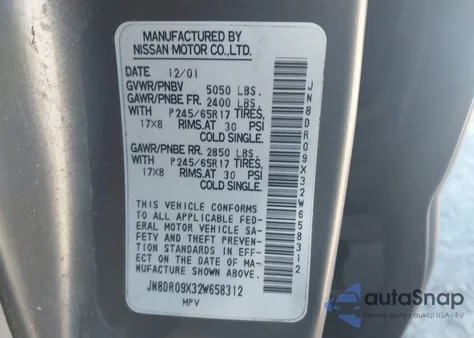 MANUFACTURED BY
NISSAN MOTOR CO.,LTD.
DATE 12/01
GVWR/PNBV 5050 LBS.
GAWR/PNBE FR. 2400 LBS.
WITH P245/65R17 TIRES,
17X8 RIMS,AT 30 PSI
COLD SINGLE.
GAWR/PNBE RR. 2850 LBS.
WITH P245/65R17 TIRES,
17X8 RIMS,AT 30 PSI
COLD SINGLE.
THIS VEHICLE CONFORMS
TO ALL APPLICABLE FED-
ERAL MOTOR VEHICLE SA-
FETY AND THEFT PREVEN-
TION STANDARDS IN EFF-
ECT ON THE DATE OF MA-
NUFACTURE SHOWN ABOVE.
JN8DR09X32W658312
MPV
JN8DR09X32W658312
autoSnap
Доставка авто з USA і EU